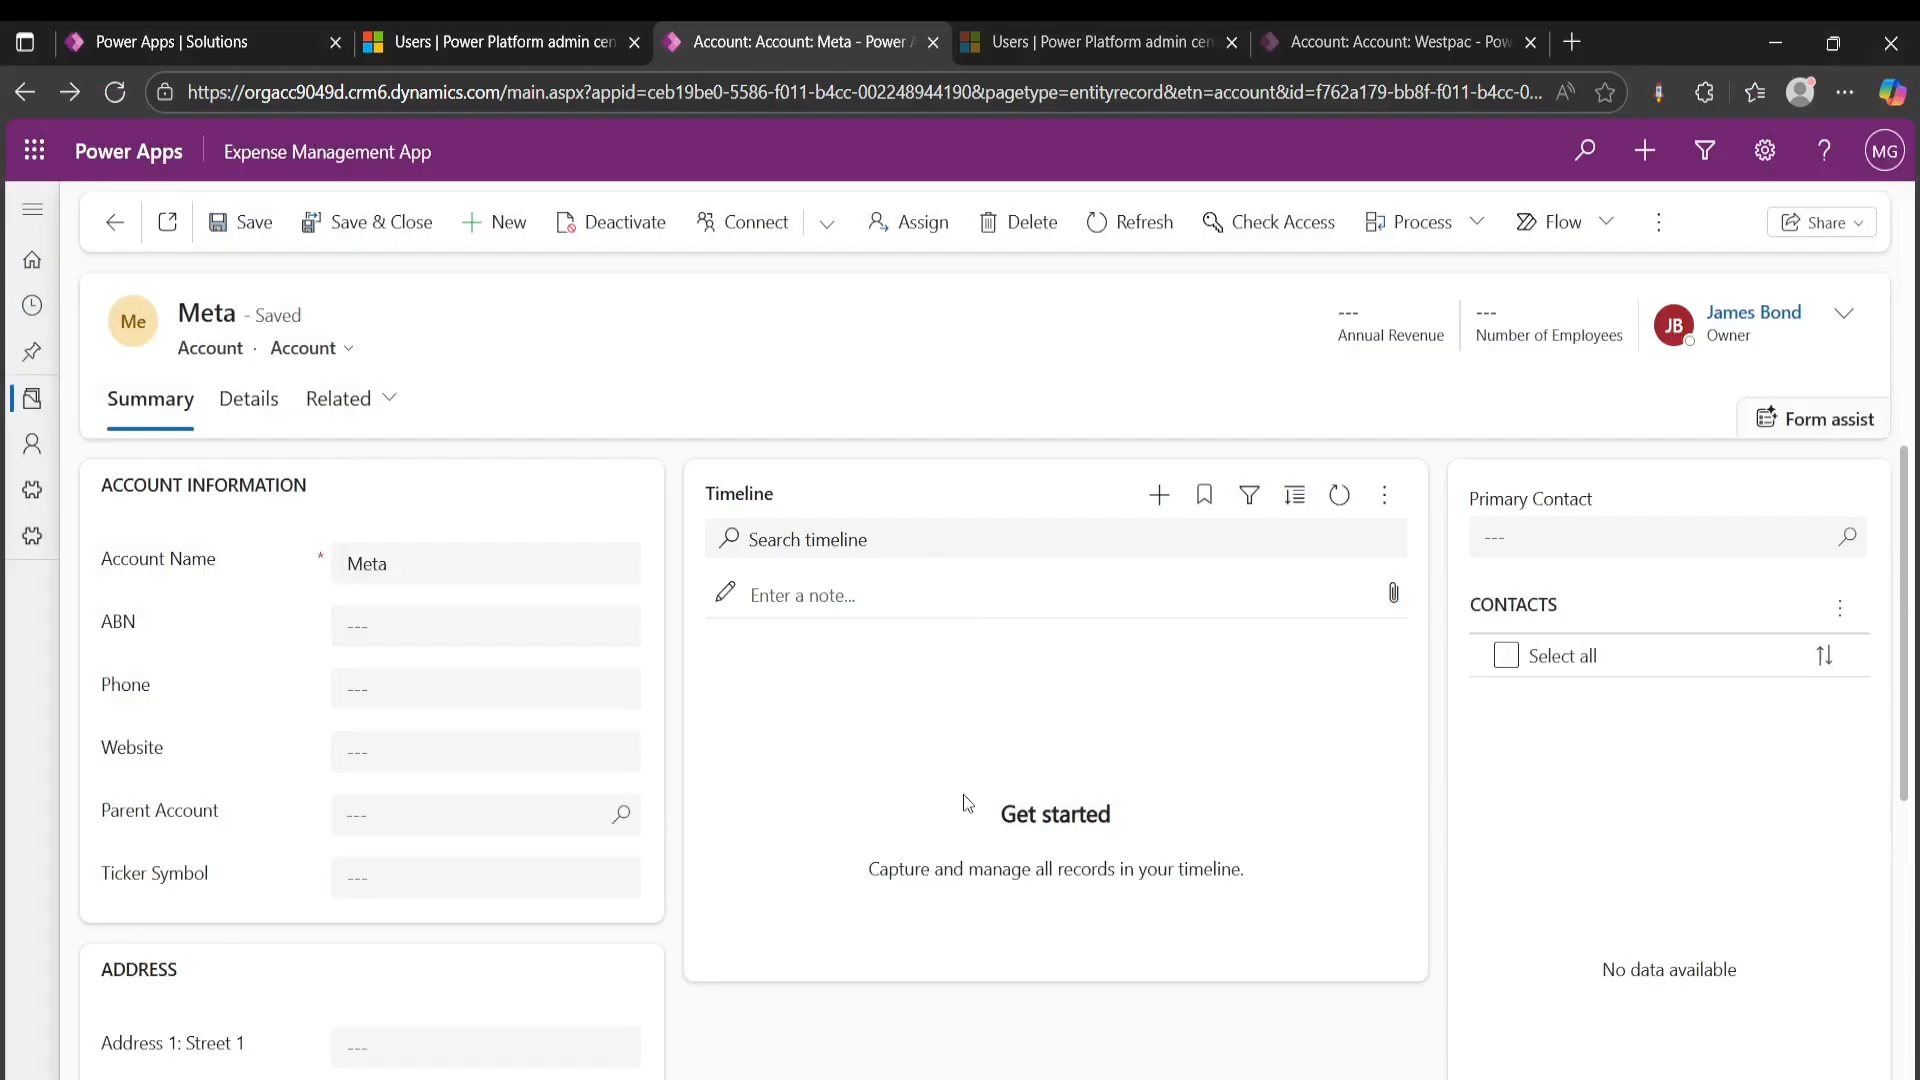 Power Apps | Solutions
Users | Power Platform admin cen
Account: Account: Meta - Power A
Users | Power Platform admin cen
Account: Account: Westpac - Pow
https://orgacc9049d.crm6.dynamics.com/main.aspx?appid=ceb19be0-5586-f011-b4cc-002248944190&pagetype=entityrecord&etn=account&id=f762a179-bb8f-f011-b4cc-0...
Power Apps
Expense Management App
MG
Save
Save & Close
New
Deactivate
Connect
Assign
Delete
Refresh
Check Access
Process
Flow
Share
Me
Meta - Saved
Account · Account
---
Annual Revenue
---
Number of Employees
JB
James Bond
Owner
Summary
Details
Related
Form assist
ACCOUNT INFORMATION
Account Name * Meta
ABN ---
Phone ---
Website ---
Parent Account ---
Ticker Symbol ---
ADDRESS
Address 1: Street 1 ---
Timeline
Search timeline
Enter a note...
Get started
Capture and manage all records in your timeline.
Primary Contact
---
CONTACTS
Select all
No data available